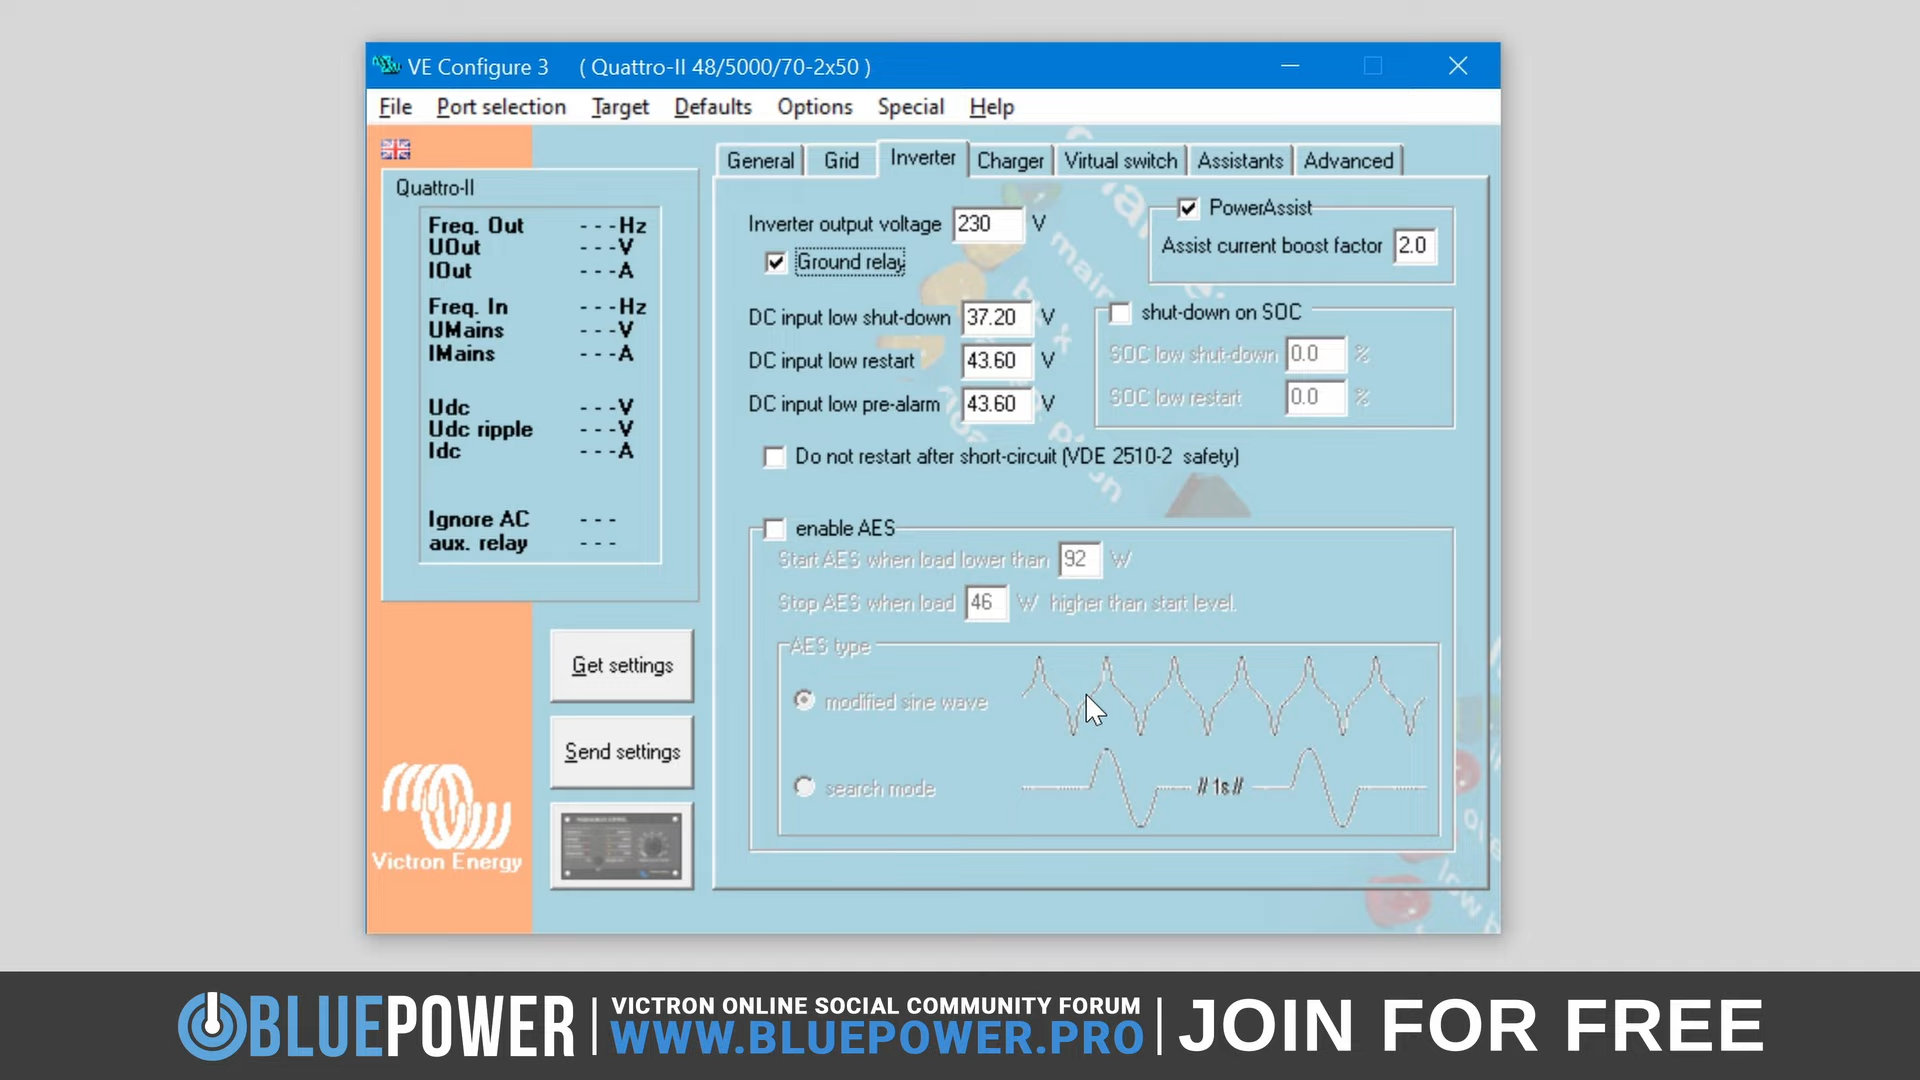 VE Configure 3 ( Quattro-II 48/5000/70-2x50 )
File Port selection Target Defaults Options Special Help
General Grid Inverter Charger Virtual switch Assistants Advanced
Quattro-II
Freq. Out ---Hz
UOut ---V
IOut ---A
Freq. In ---Hz
UMains ---V
IMains ---A
Udc ---V
Udc ripple ---V
Idc ---A
Ignore AC ---
aux. relay ---
Get settings
Send settings
Victron Energy
Inverter output voltage 230 V
Ground relay
PowerAssist
Assist current boost factor 2.0
DC input low shut-down 37.20 V
DC input low restart 43.60 V
DC input low pre-alarm 43.60 V
shut-down on SOC
SOC low shut-down 0.0 %
SOC low restart 0.0 %
Do not restart after short-circuit (VDE 2510-2 safety)
enable AES
Start AES when load lower than 92 W
Stop AES when load 46 W higher than start level.
AES type
modified sine wave
search mode
// 1s //
BLUEPOWER | VICTRON ONLINE SOCIAL COMMUNITY FORUM
WWW.BLUEPOWER.PRO | JOIN FOR FREE